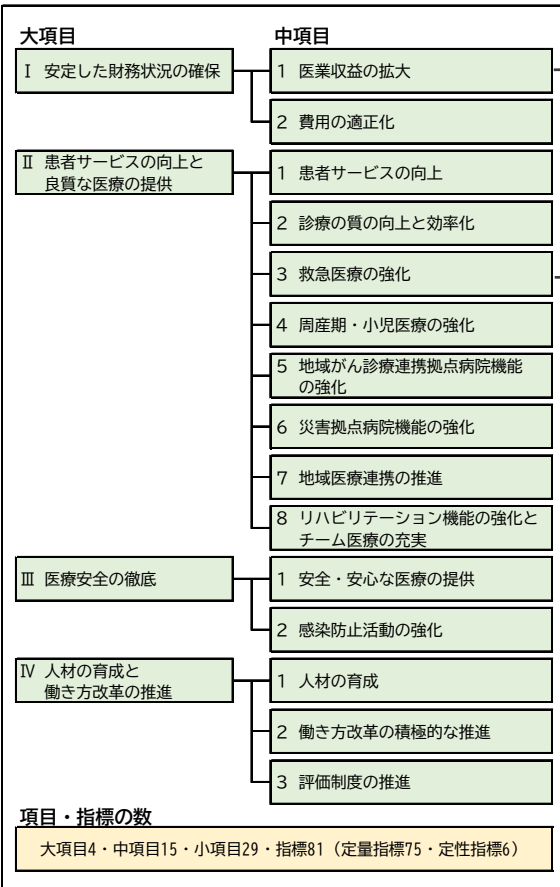 大項目
中項目
Ⅰ 安定した財務状況の確保
1 医業収益の拡大
2 費用の適正化
Ⅱ 患者サービスの向上と
良質な医療の提供
1 患者サービスの向上
2 診療の質の向上と効率化
3 救急医療の強化
4 周産期・小児医療の強化
5 地域がん診療連携拠点病院機能
の強化
6 災害拠点病院機能の強化
7 地域医療連携の推進
8 リハビリテーション機能の強化と
チーム医療の充実
Ⅲ 医療安全の徹底
1 安全・安心な医療の提供
2 感染防止活動の強化
Ⅳ 人材の育成と
働き方改革の推進
1 人材の育成
2 働き方改革の積極的な推進
3 評価制度の推進
項目・指標の数
大項目4・中項目15・小項目29・指標81（定量指標75・定性指標6）